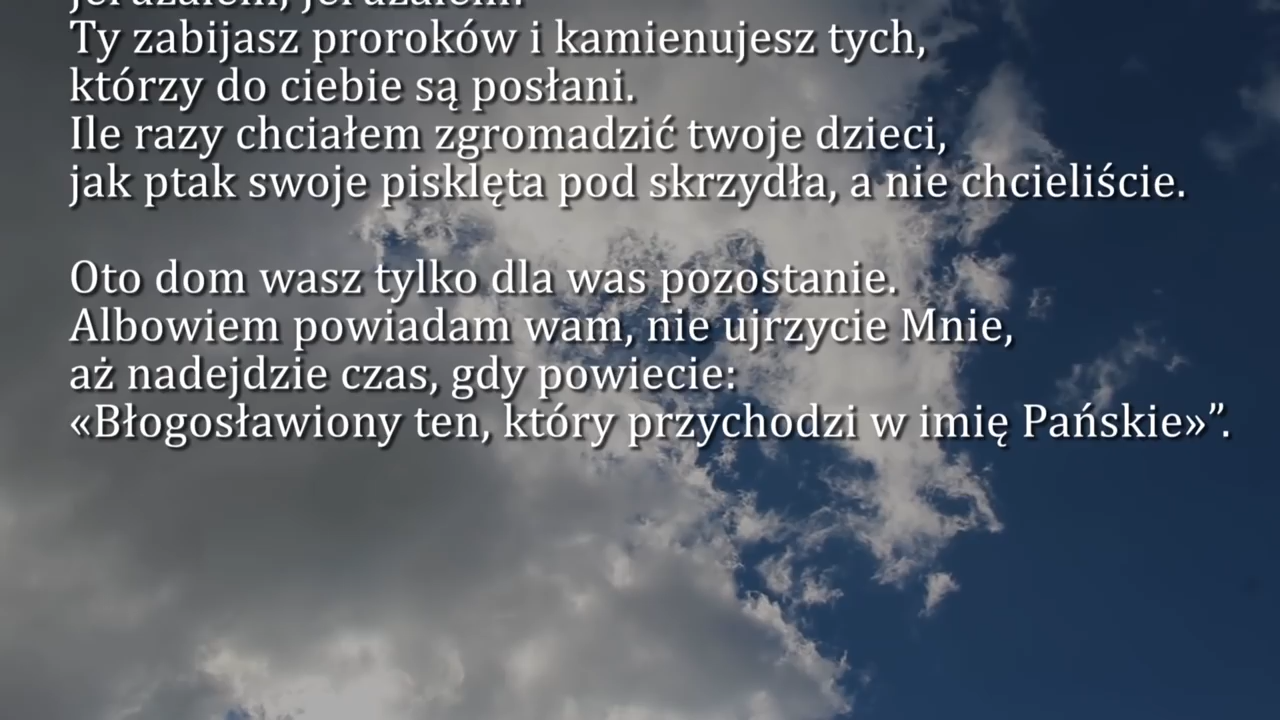 Jeruzalem, Jeruzalem!
Ty zabijasz proroków i kamienujesz tych,
którzy do ciebie są posłani.
Ile razy chciałem zgromadzić twoje dzieci,
jak ptak swoje pisklęta pod skrzydła, a nie chcieliście.
Oto dom wasz tylko dla was pozostanie.
Albowiem powiadam wam, nie ujrzycie Mnie,
aż nadejdzie czas, gdy powiecie:
«Błogosławiony ten, który przychodzi w imię Pańskie»”.